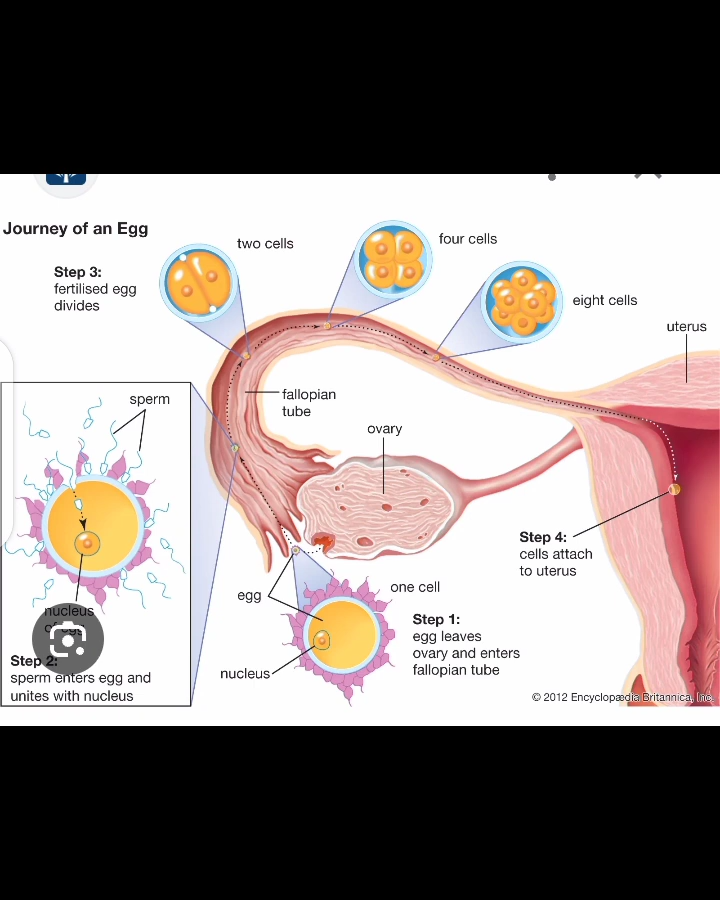 Journey of an Egg
two cells
four cells
eight cells
Step 3:
fertilised egg
divides
uterus
sperm
fallopian
tube
ovary
Step 4:
cells attach
to uterus
egg
one cell
Step 1:
egg leaves
ovary and enters
fallopian tube
nucleus
nucleus
of egg
Step 2:
sperm enters egg and
unites with nucleus
© 2012 Encyclopædia Britannica, Inc.